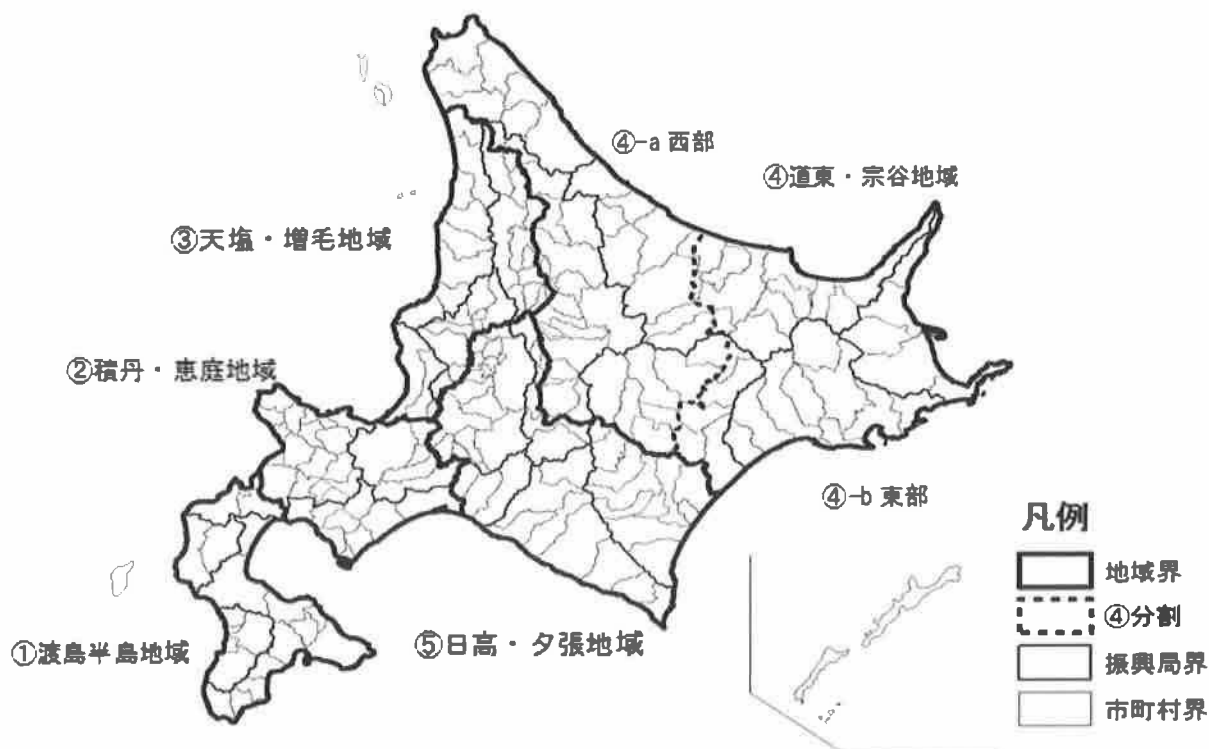 ④-a 西部
④道東・宗谷地域
③天塩・増毛地域
②積丹・恵庭地域
④-b 東部
①渡島半島地域
⑤日高・夕張地域
凡例
地域界
④分割
振興局界
市町村界